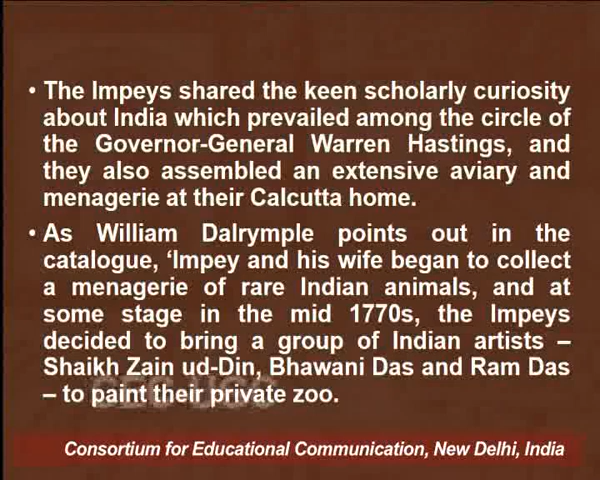 • The Impeys shared the keen scholarly curiosity
about India which prevailed among the circle of
the Governor-General Warren Hastings, and
they also assembled an extensive aviary and
menagerie at their Calcutta home.
• As William Dalrymple points out in the
catalogue, ‘Impey and his wife began to collect
a menagerie of rare Indian animals, and at
some stage in the mid 1770s, the Impeys
decided to bring a group of Indian artists –
Shaikh Zain ud-Din, Bhawani Das and Ram Das
– to paint their private zoo.
CEC-UGC
Consortium for Educational Communication, New Delhi, India